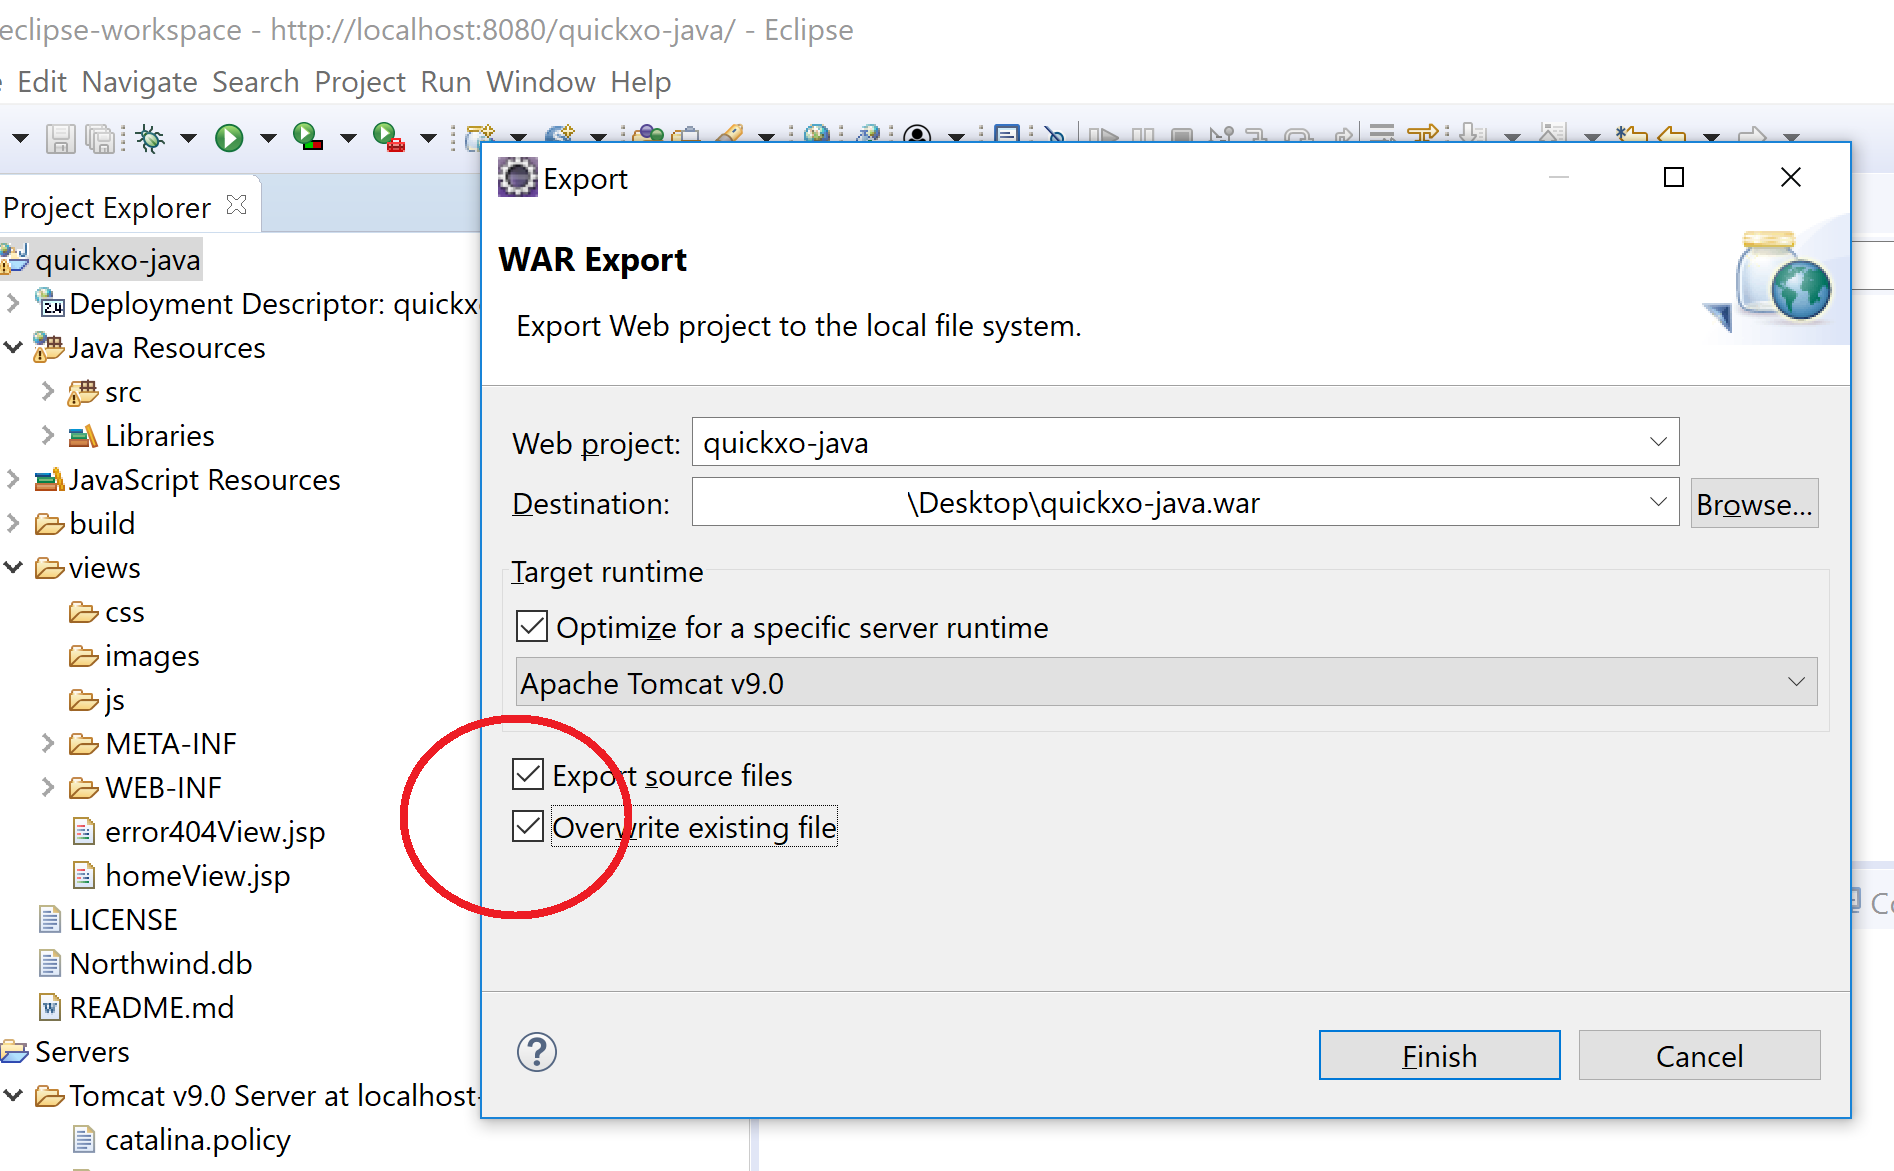 eclipse-workspace - http://localhost:8080/quickxo-java/ - Eclipse
Edit Navigate Search Project Run Window Help
Project Explorer
quickxo-java
Deployment Descriptor: quickx
2.4
Java Resources
src
Libraries
JavaScript Resources
build
views
css
images
js
META-INF
WEB-INF
error404View.jsp
homeView.jsp
LICENSE
Northwind.db
README.md
Servers
Tomcat v9.0 Server at localhost-
catalina.policy
Export
WAR Export
Export Web project to the local file system.
Web project: quickxo-java
Destination: \Desktop\quickxo-java.war Browse...
Target runtime
Optimize for a specific server runtime
Apache Tomcat v9.0
Export source files
Overwrite existing file
Finish Cancel